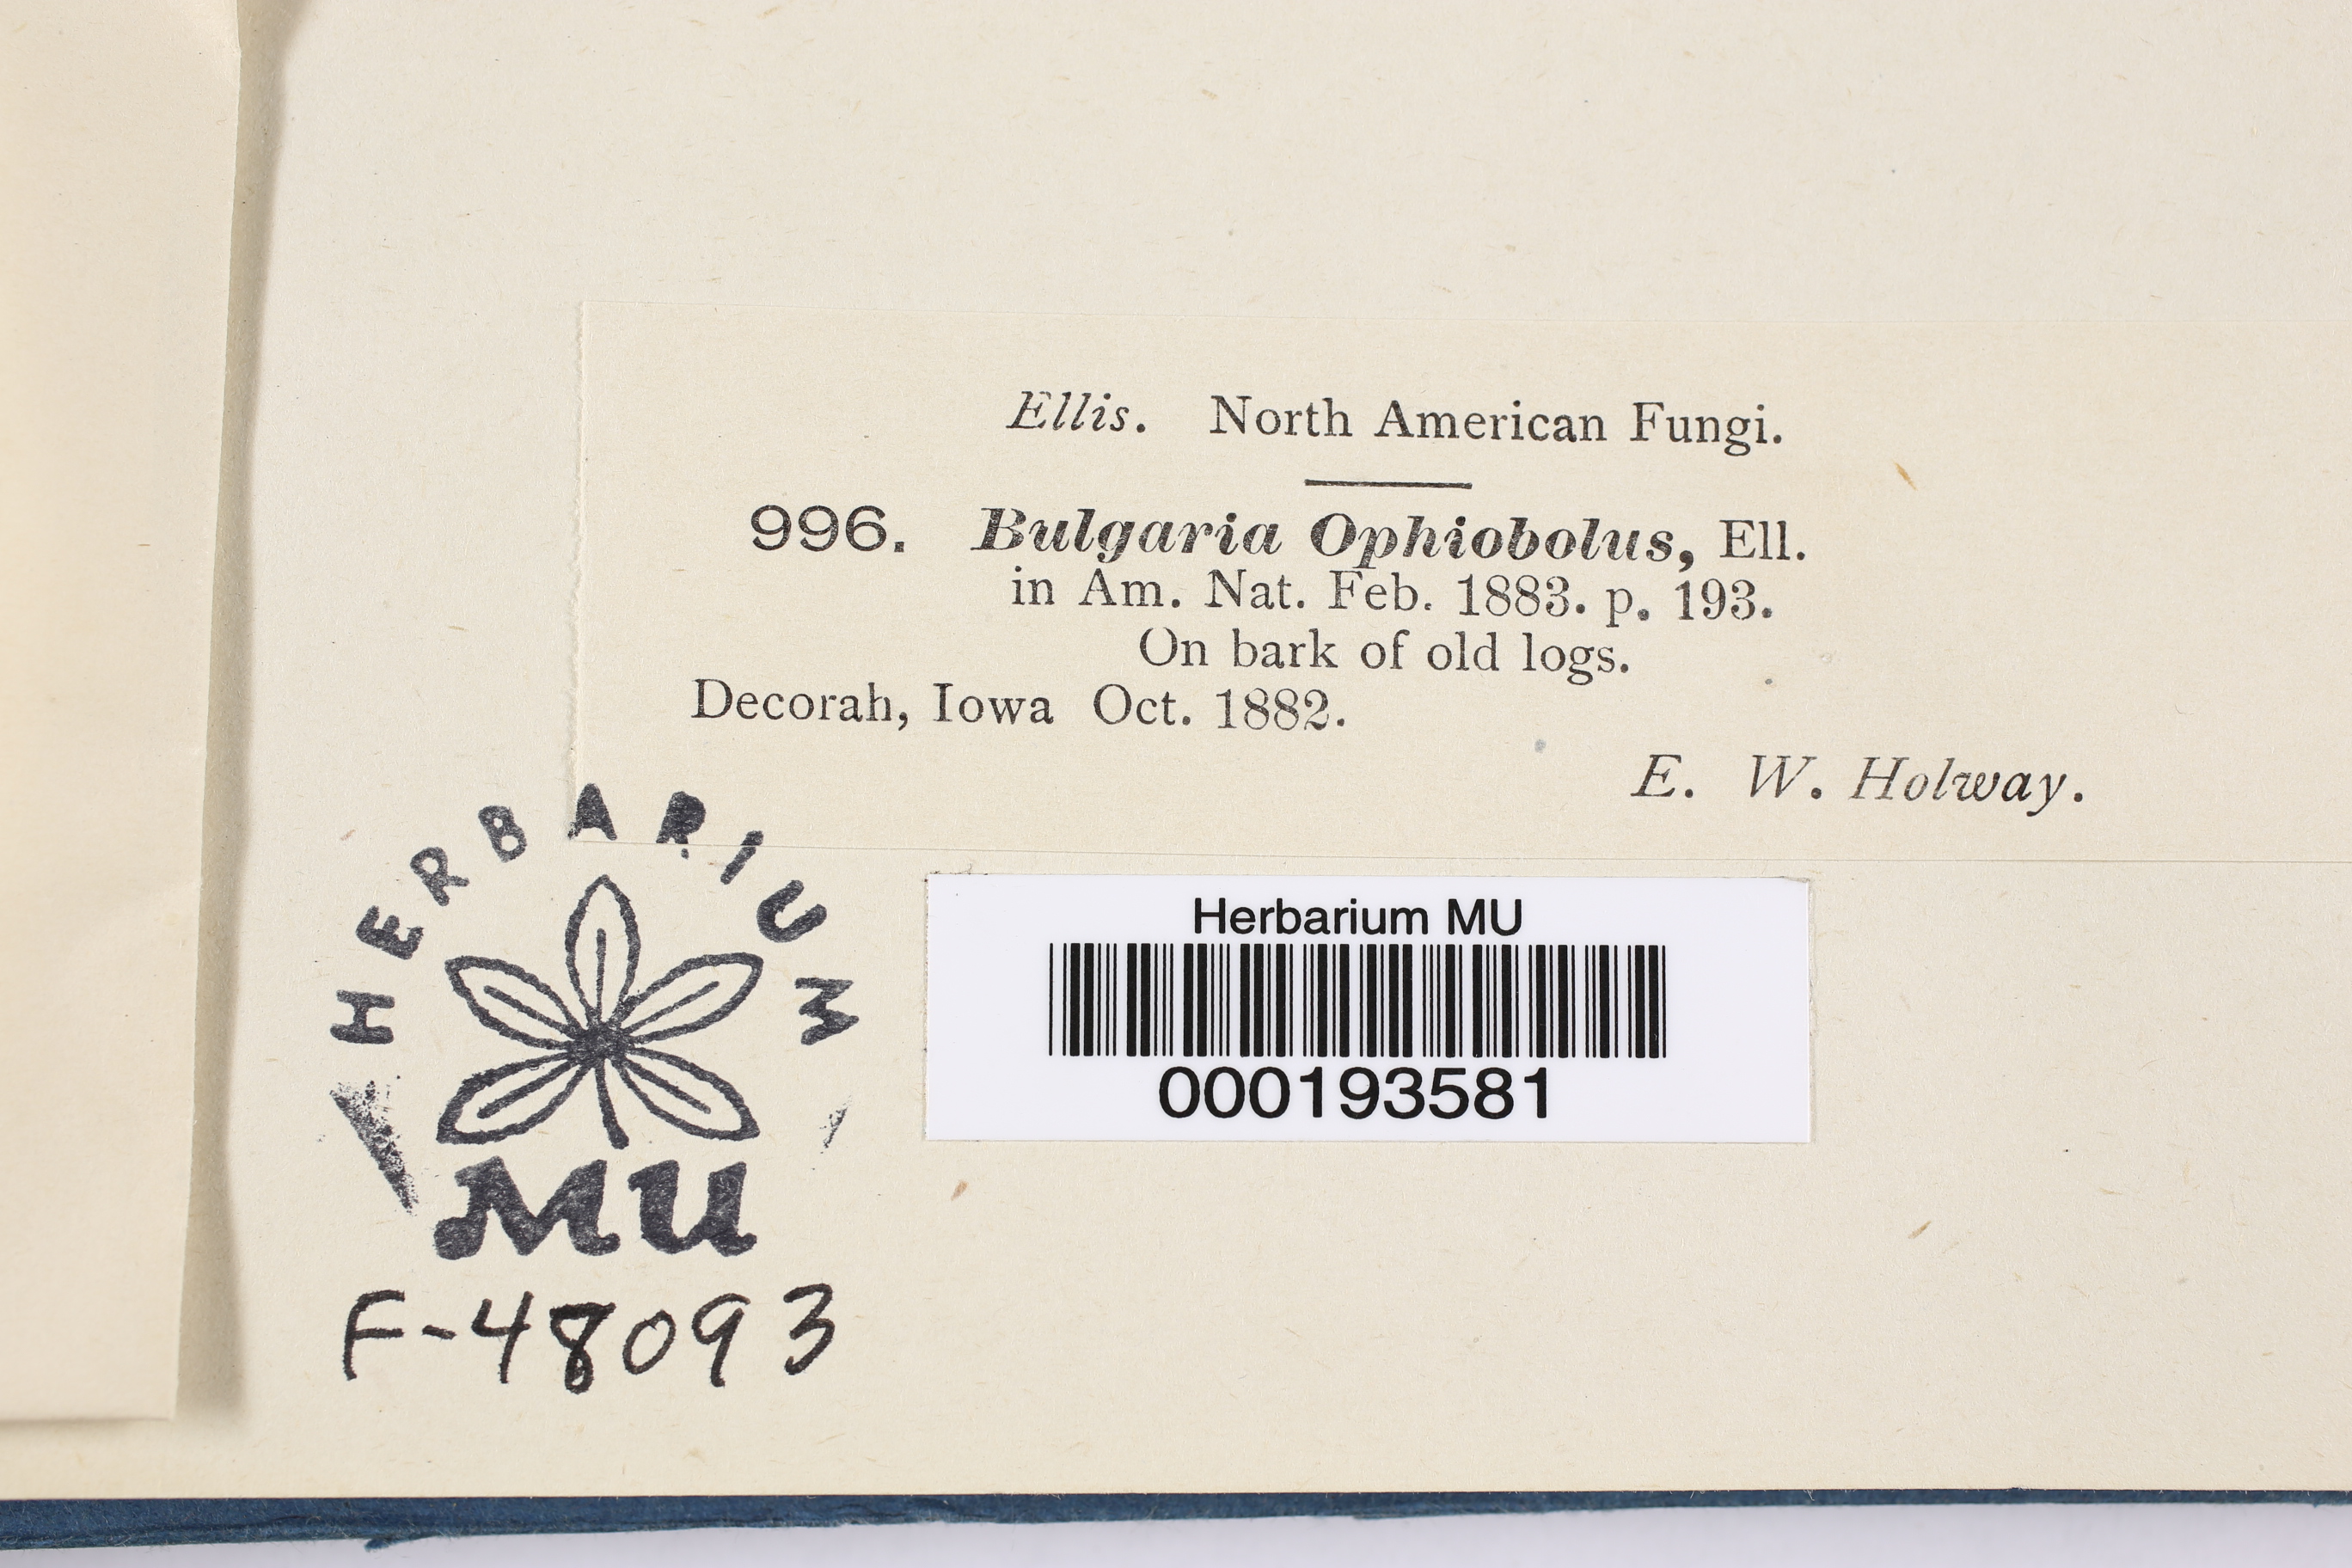 Ellis. North American Fungi.
996. Bulgaria Ophiobolus, Ell.
in Am. Nat. Feb. 1883. p. 193.
On bark of old logs.
Decorah, Iowa Oct. 1882.
E. W. Holway.
HERBARIUM
MU
F-48093
Herbarium MU
000193581